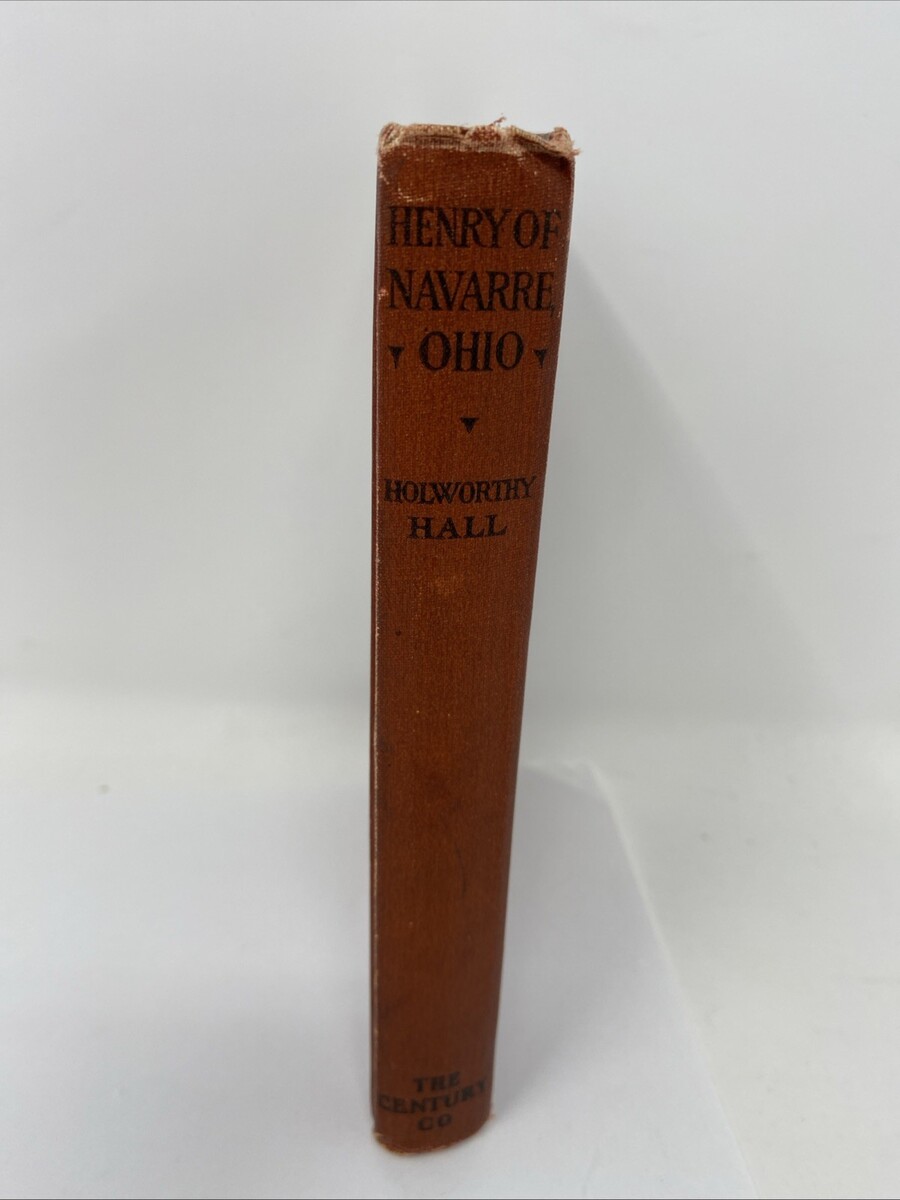 HENRY OF
NAVARRE,
OHIO
HOLWORTHY
HALL
THE
CENTURY
CO